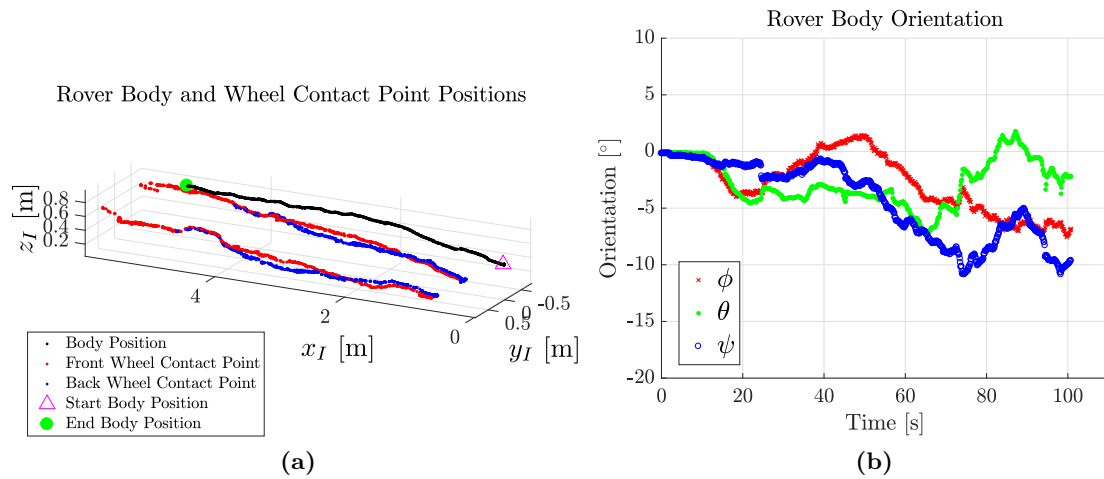 Rover Body and Wheel Contact Point Positions
z_I [m]
0.8
0.6
0.4
0.2
4
2
0
x_I [m]
-0.5
0
0.5
y_I [m]
Body Position
Front Wheel Contact Point
Back Wheel Contact Point
Start Body Position
End Body Position
(a)
Rover Body Orientation
Orientation [°]
10
5
0
-5
-10
-15
-20
ϕ
θ
ψ
0 20 40 60 80 100
Time [s]
(b)